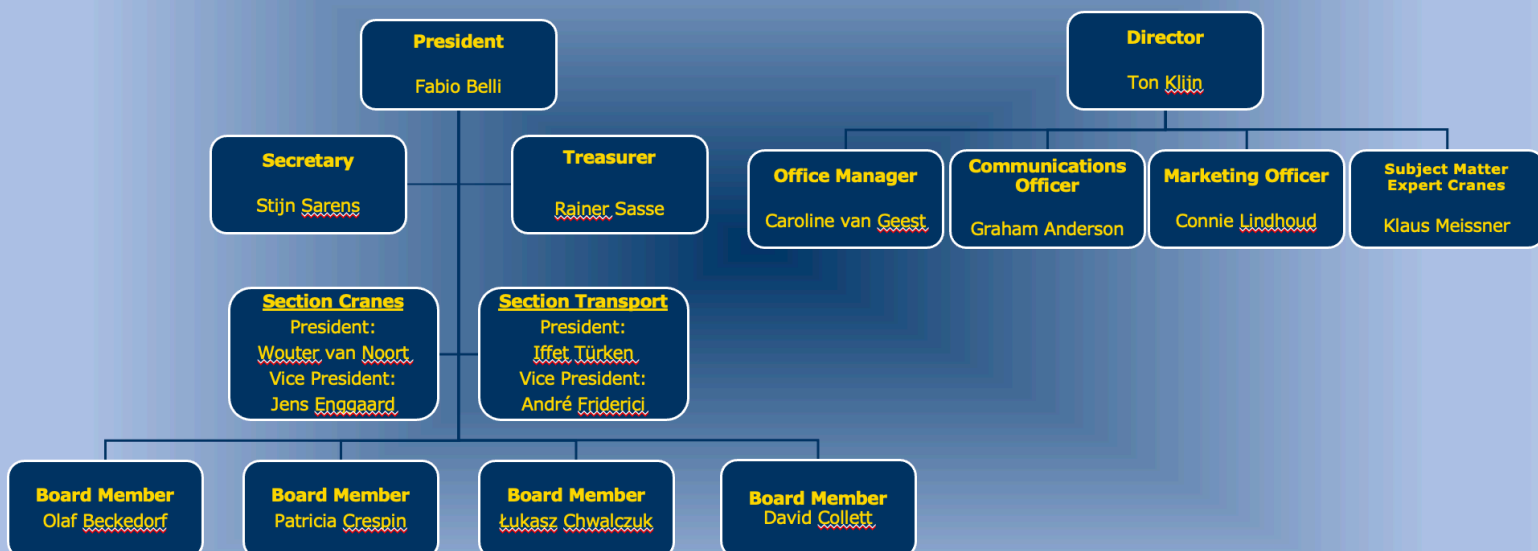 President
Fabio Belli
Director
Ton Klijn
Secretary
Stijn Sarens
Treasurer
Rainer Sasse
Office Manager
Caroline van Geest
Communications
Officer
Graham Anderson
Marketing Officer
Connie Lindhoud
Subject Matter
Expert Cranes
Klaus Meissner
Section Cranes
President:
Wouter van Noort
Vice President:
Jens Enggaard
Section Transport
President:
Iffet Türken
Vice President:
André Friderici
Board Member
Olaf Beckedorf
Board Member
Patricia Crespin
Board Member
Łukasz Chwalczuk
Board Member
David Collett